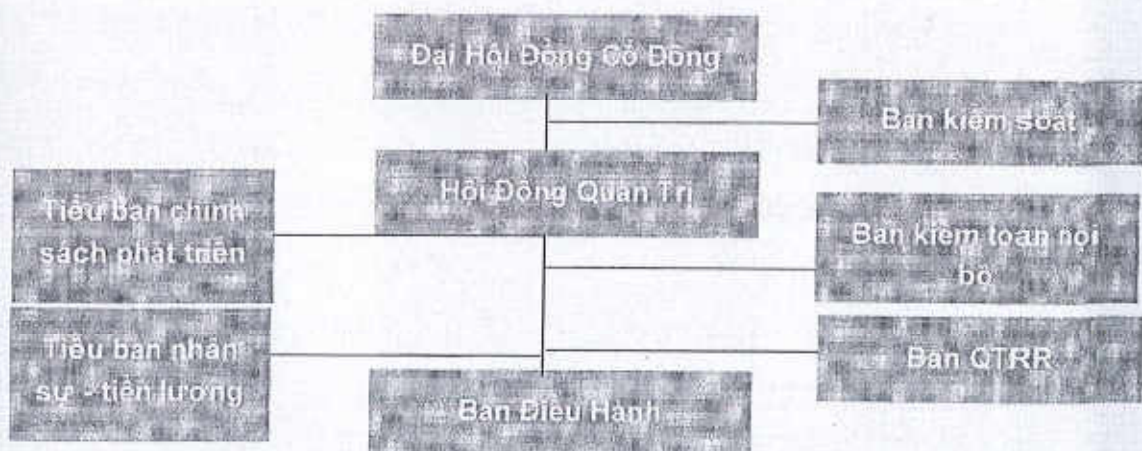 Đại Hội Đồng Cổ Đông
Ban kiểm soát
Hội Đồng Quản Trị
Tiểu ban chính
sách phát triển
Ban kiểm toán nội
bộ
Tiểu ban nhân
sự - tiền lương
Ban QTRR
Ban Điều Hành